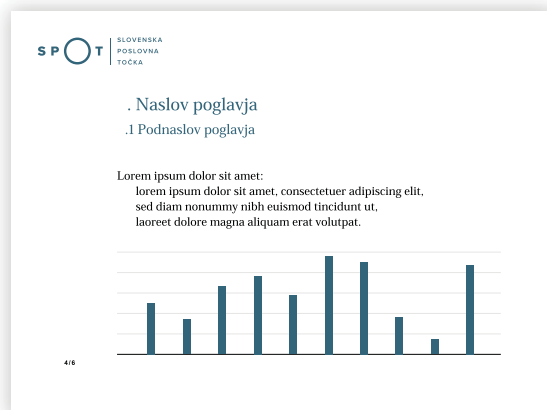 SPOT
SLOVENSKA
POSLOVNA
TOČKA
. Naslov poglavja
.1 Podnaslov poglavja
Lorem ipsum dolor sit amet:
lorem ipsum dolor sit amet, consectetuer adipiscing elit,
sed diam nonummy nibh euismod tincidunt ut,
laoreet dolore magna aliquam erat volutpat.
4/6